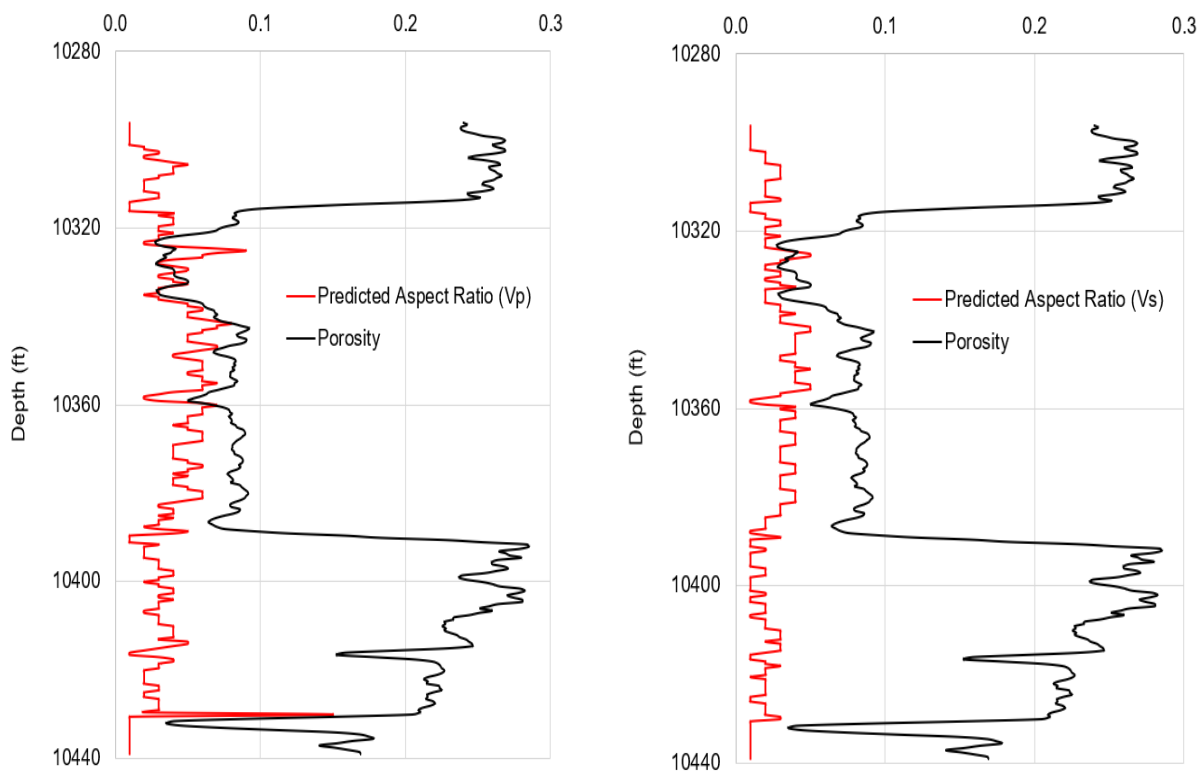 0.0 0.1 0.2 0.3
10280
10320
10360
10400
10440
Depth (ft)
Predicted Aspect Ratio (Vp)
Porosity
0.0 0.1 0.2 0.3
10280
10320
10360
10400
10440
Depth (ft)
Predicted Aspect Ratio (Vs)
Porosity